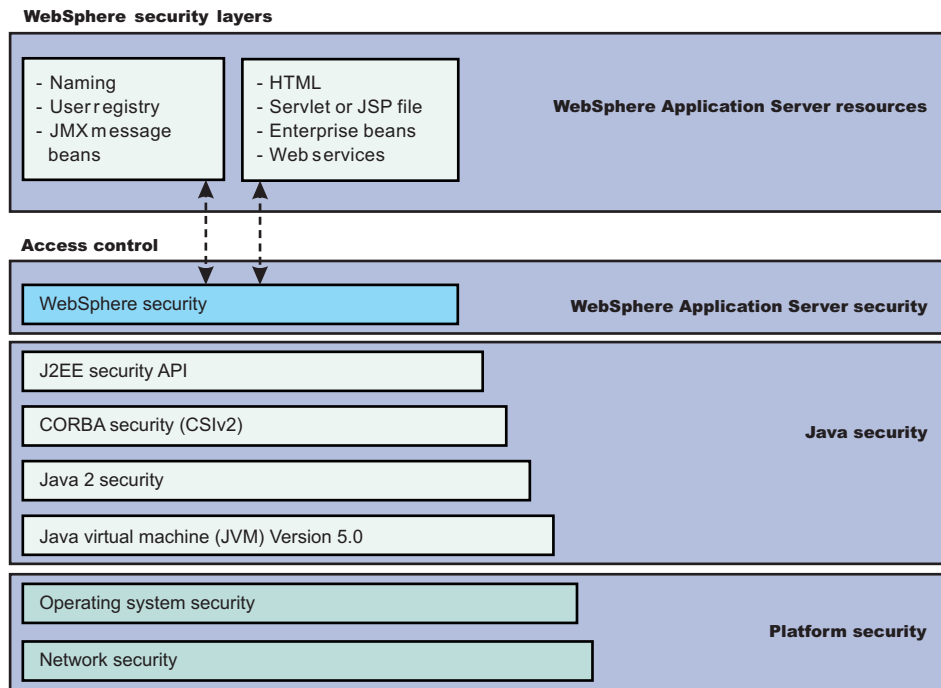 WebSphere security layers
- Naming
- User registry
- JMX message
beans
- HTML
- Servlet or JSP file
- Enterprise beans
- Web services
WebSphere Application Server resources
Access control
WebSphere security
WebSphere Application Server security
J2EE security API
CORBA security (CSIv2)
Java 2 security
Java virtual machine (JVM) Version 5.0
Java security
Operating system security
Network security
Platform security